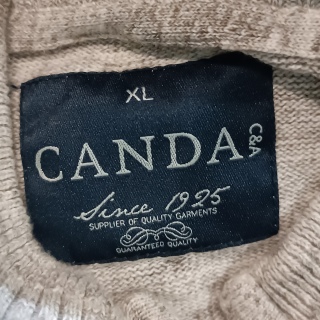 XL
CANDA C&A
Since 1925
SUPPLIER OF QUALITY GARMENTS
GUARANTEED QUALITY